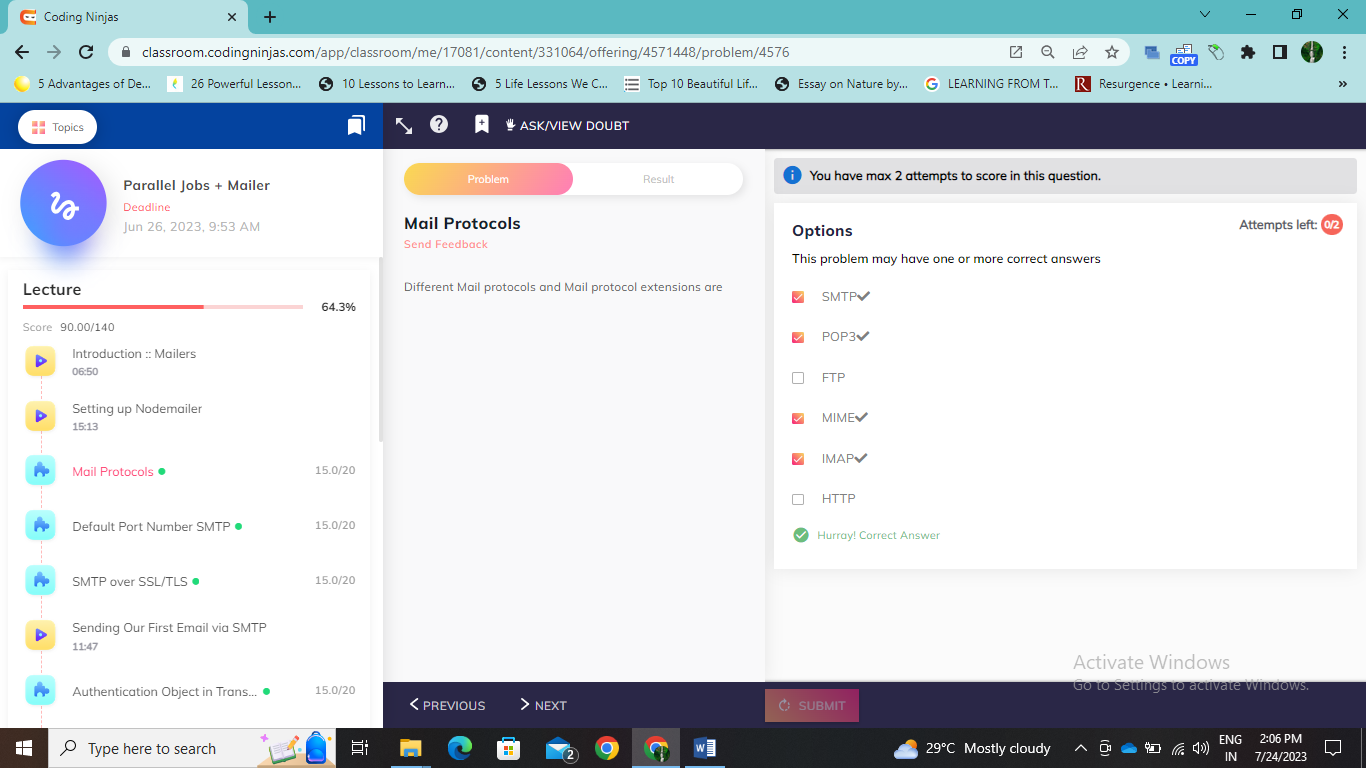 Coding Ninjas
classroom.codingninjas.com/app/classroom/me/17081/content/331064/offering/4571448/problem/4576
COPY
5 Advantages of De...
26 Powerful Lesson...
10 Lessons to Learn...
5 Life Lessons We C...
Top 10 Beautiful Lif...
Essay on Nature by...
LEARNING FROM T...
Resurgence • Learni...
»
Topics
ASK/VIEW DOUBT
Parallel Jobs + Mailer
Deadline
Jun 26, 2023, 9:53 AM
Lecture
64.3%
Score 90.00/140
Introduction :: Mailers
06:50
Setting up Nodemailer
15:13
Mail Protocols
15.0/20
Default Port Number SMTP
15.0/20
SMTP over SSL/TLS
15.0/20
Sending Our First Email via SMTP
11:47
Authentication Object in Trans...
15.0/20
Problem
Result
Mail Protocols
Send Feedback
Different Mail protocols and Mail protocol extensions are
You have max 2 attempts to score in this question.
Attempts left: 0/2
Options
This problem may have one or more correct answers
SMTP
POP3
FTP
MIME
IMAP
HTTP
Hurray! Correct Answer
Activate Windows
Go to Settings to activate Windows.
PREVIOUS
NEXT
SUBMIT
Type here to search
2
29°C Mostly cloudy
ENG
IN
2:06 PM
7/24/2023